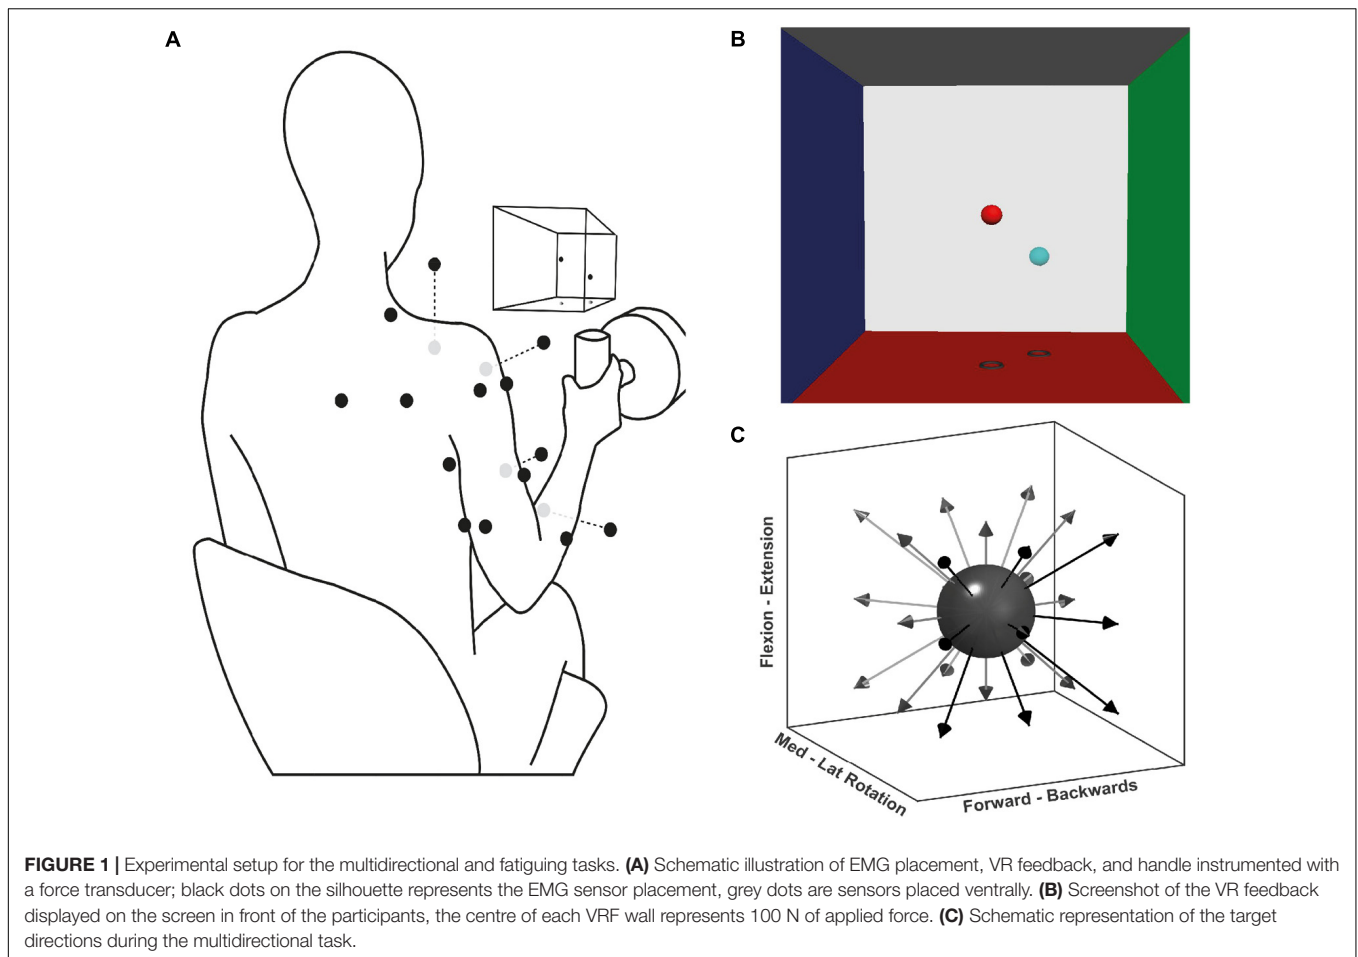 A
B
C
Flexion - Extension
Med - Lat Rotation
Forward - Backwards
FIGURE 1 | Experimental setup for the multidirectional and fatiguing tasks. (A) Schematic illustration of EMG placement, VR feedback, and handle instrumented with
a force transducer; black dots on the silhouette represents the EMG sensor placement, grey dots are sensors placed ventrally. (B) Screenshot of the VR feedback
displayed on the screen in front of the participants, the centre of each VRF wall represents 100 N of applied force. (C) Schematic representation of the target
directions during the multidirectional task.